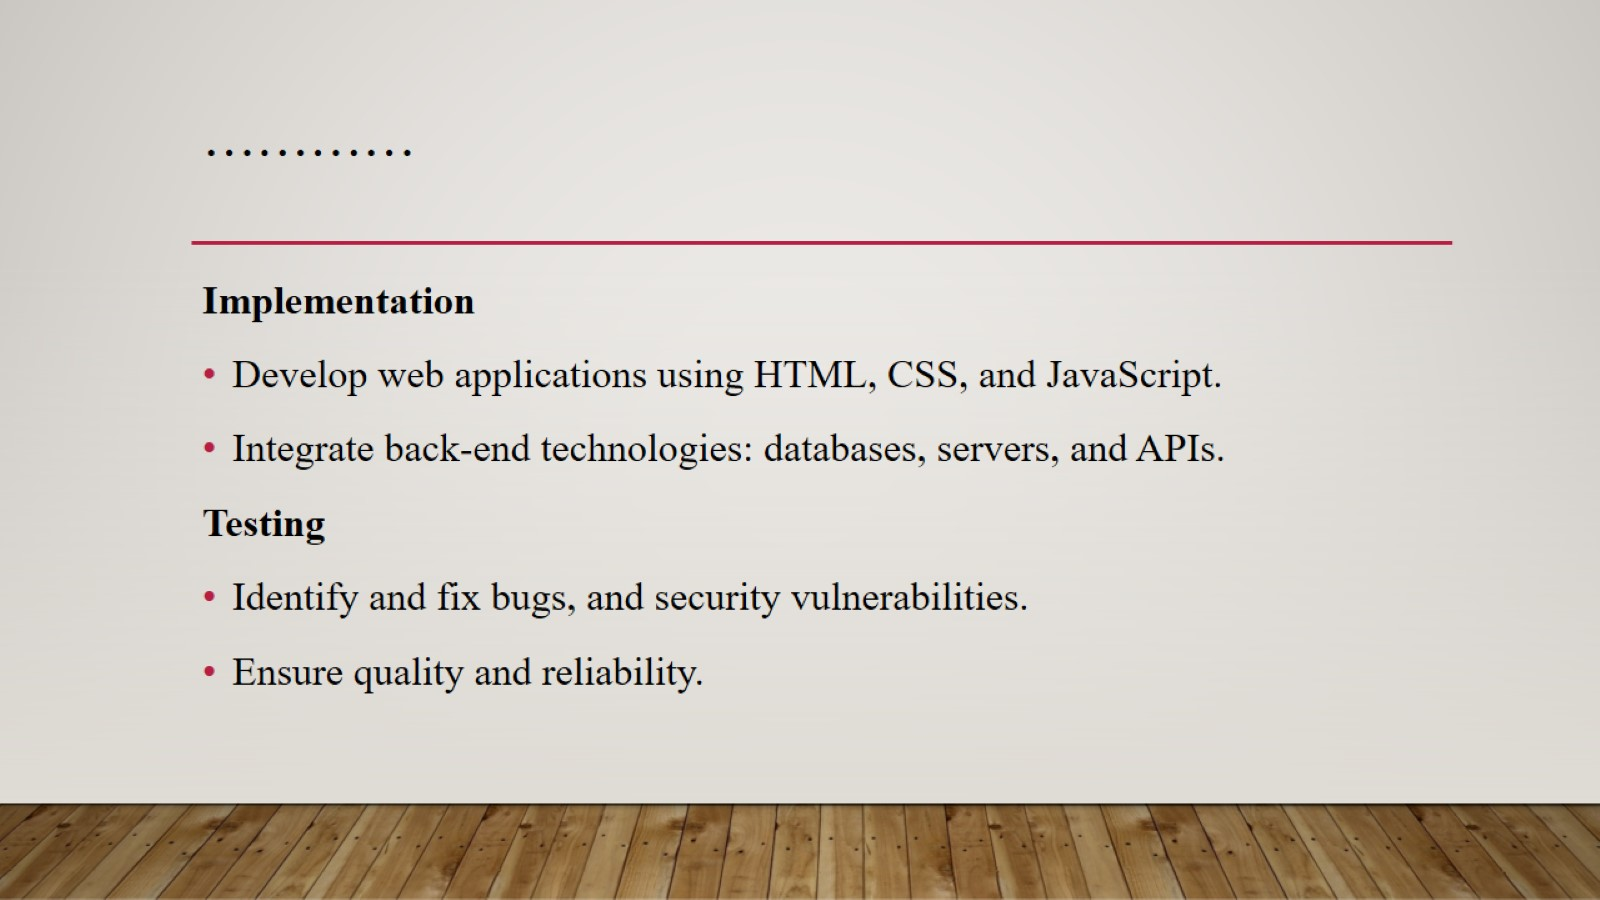 ............
Implementation
• Develop web applications using HTML, CSS, and JavaScript.
• Integrate back-end technologies: databases, servers, and APIs.
Testing
• Identify and fix bugs, and security vulnerabilities.
• Ensure quality and reliability.